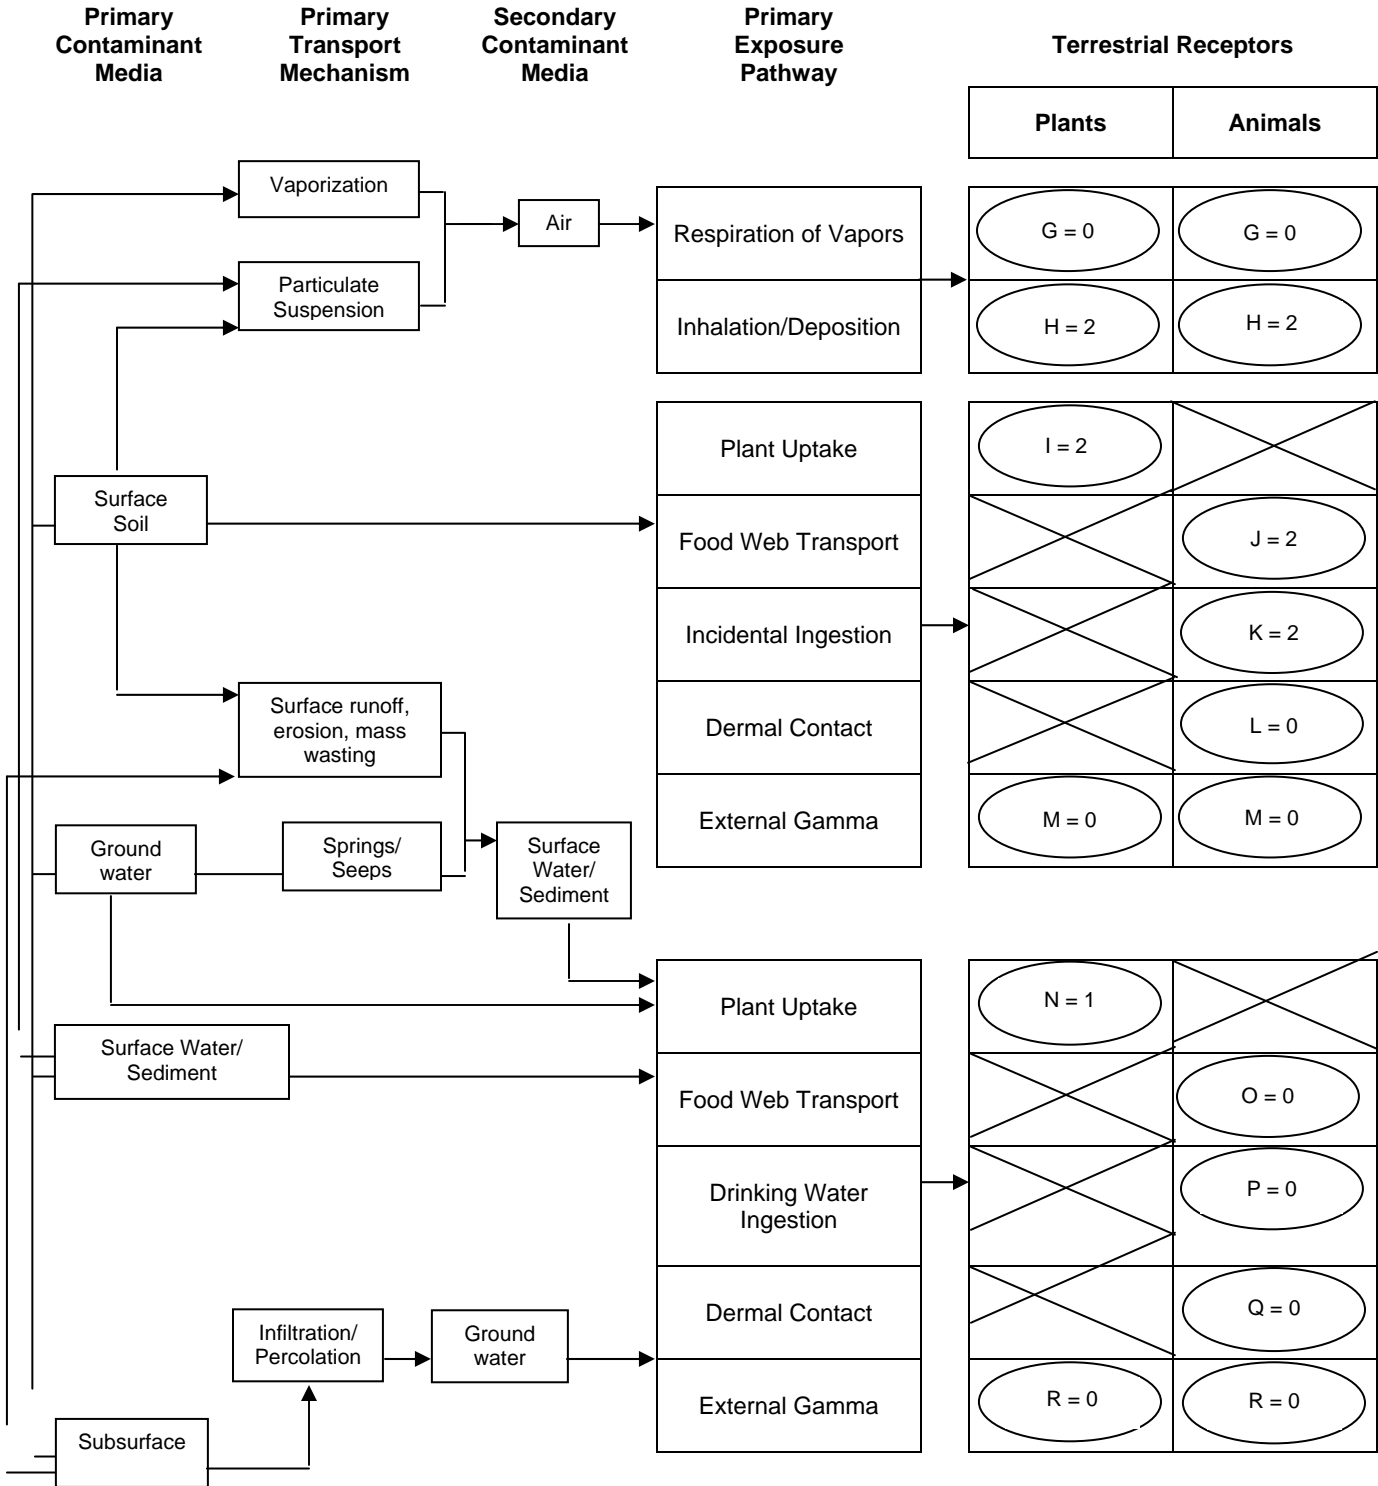 Primary
Contaminant
Media
Primary
Transport
Mechanism
Secondary
Contaminant
Media
Primary
Exposure
Pathway
Terrestrial Receptors
Plants
Animals
Vaporization
Air
Respiration of Vapors
G = 0
G = 0
Particulate
Suspension
Inhalation/Deposition
H = 2
H = 2
Plant Uptake
I = 2
Surface
Soil
Food Web Transport
J = 2
Incidental Ingestion
K = 2
Surface runoff,
erosion, mass
wasting
Dermal Contact
L = 0
External Gamma
M = 0
M = 0
Ground
water
Springs/
Seeps
Surface
Water/
Sediment
Plant Uptake
N = 1
Surface Water/
Sediment
Food Web Transport
O = 0
Drinking Water
Ingestion
P = 0
Dermal Contact
Q = 0
Infiltration/
Percolation
Ground
water
External Gamma
R = 0
R = 0
Subsurface